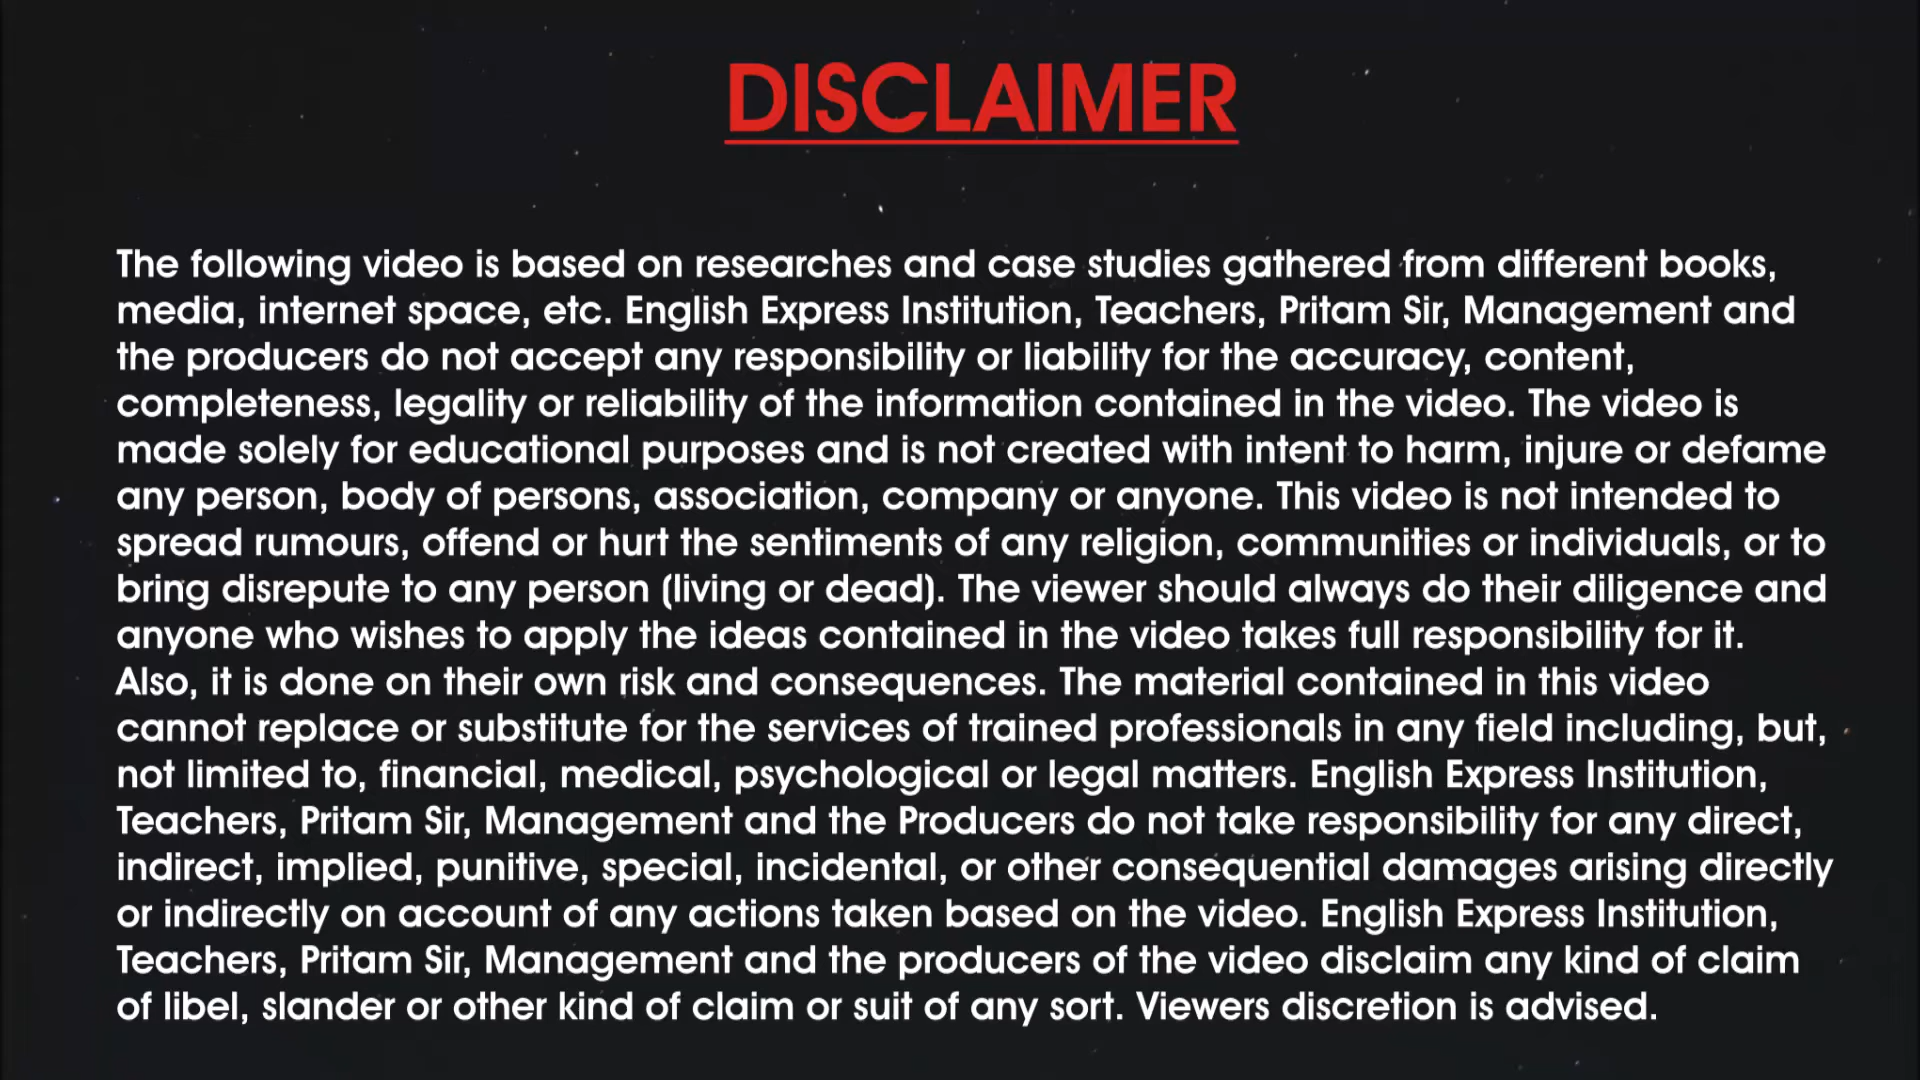 DISCLAIMER
The following video is based on researches and case studies gathered from different books,
media, internet space, etc. English Express Institution, Teachers, Pritam Sir, Management and
the producers do not accept any responsibility or liability for the accuracy, content,
completeness, legality or reliability of the information contained in the video. The video is
made solely for educational purposes and is not created with intent to harm, injure or defame
any person, body of persons, association, company or anyone. This video is not intended to
spread rumours, offend or hurt the sentiments of any religion, communities or individuals, or to
bring disrepute to any person (living or dead). The viewer should always do their diligence and
anyone who wishes to apply the ideas contained in the video takes full responsibility for it.
Also, it is done on their own risk and consequences. The material contained in this video
cannot replace or substitute for the services of trained professionals in any field including, but,
not limited to, financial, medical, psychological or legal matters. English Express Institution,
Teachers, Pritam Sir, Management and the Producers do not take responsibility for any direct,
indirect, implied, punitive, special, incidental, or other consequential damages arising directly
or indirectly on account of any actions taken based on the video. English Express Institution,
Teachers, Pritam Sir, Management and the producers of the video disclaim any kind of claim
of libel, slander or other kind of claim or suit of any sort. Viewers discretion is advised.